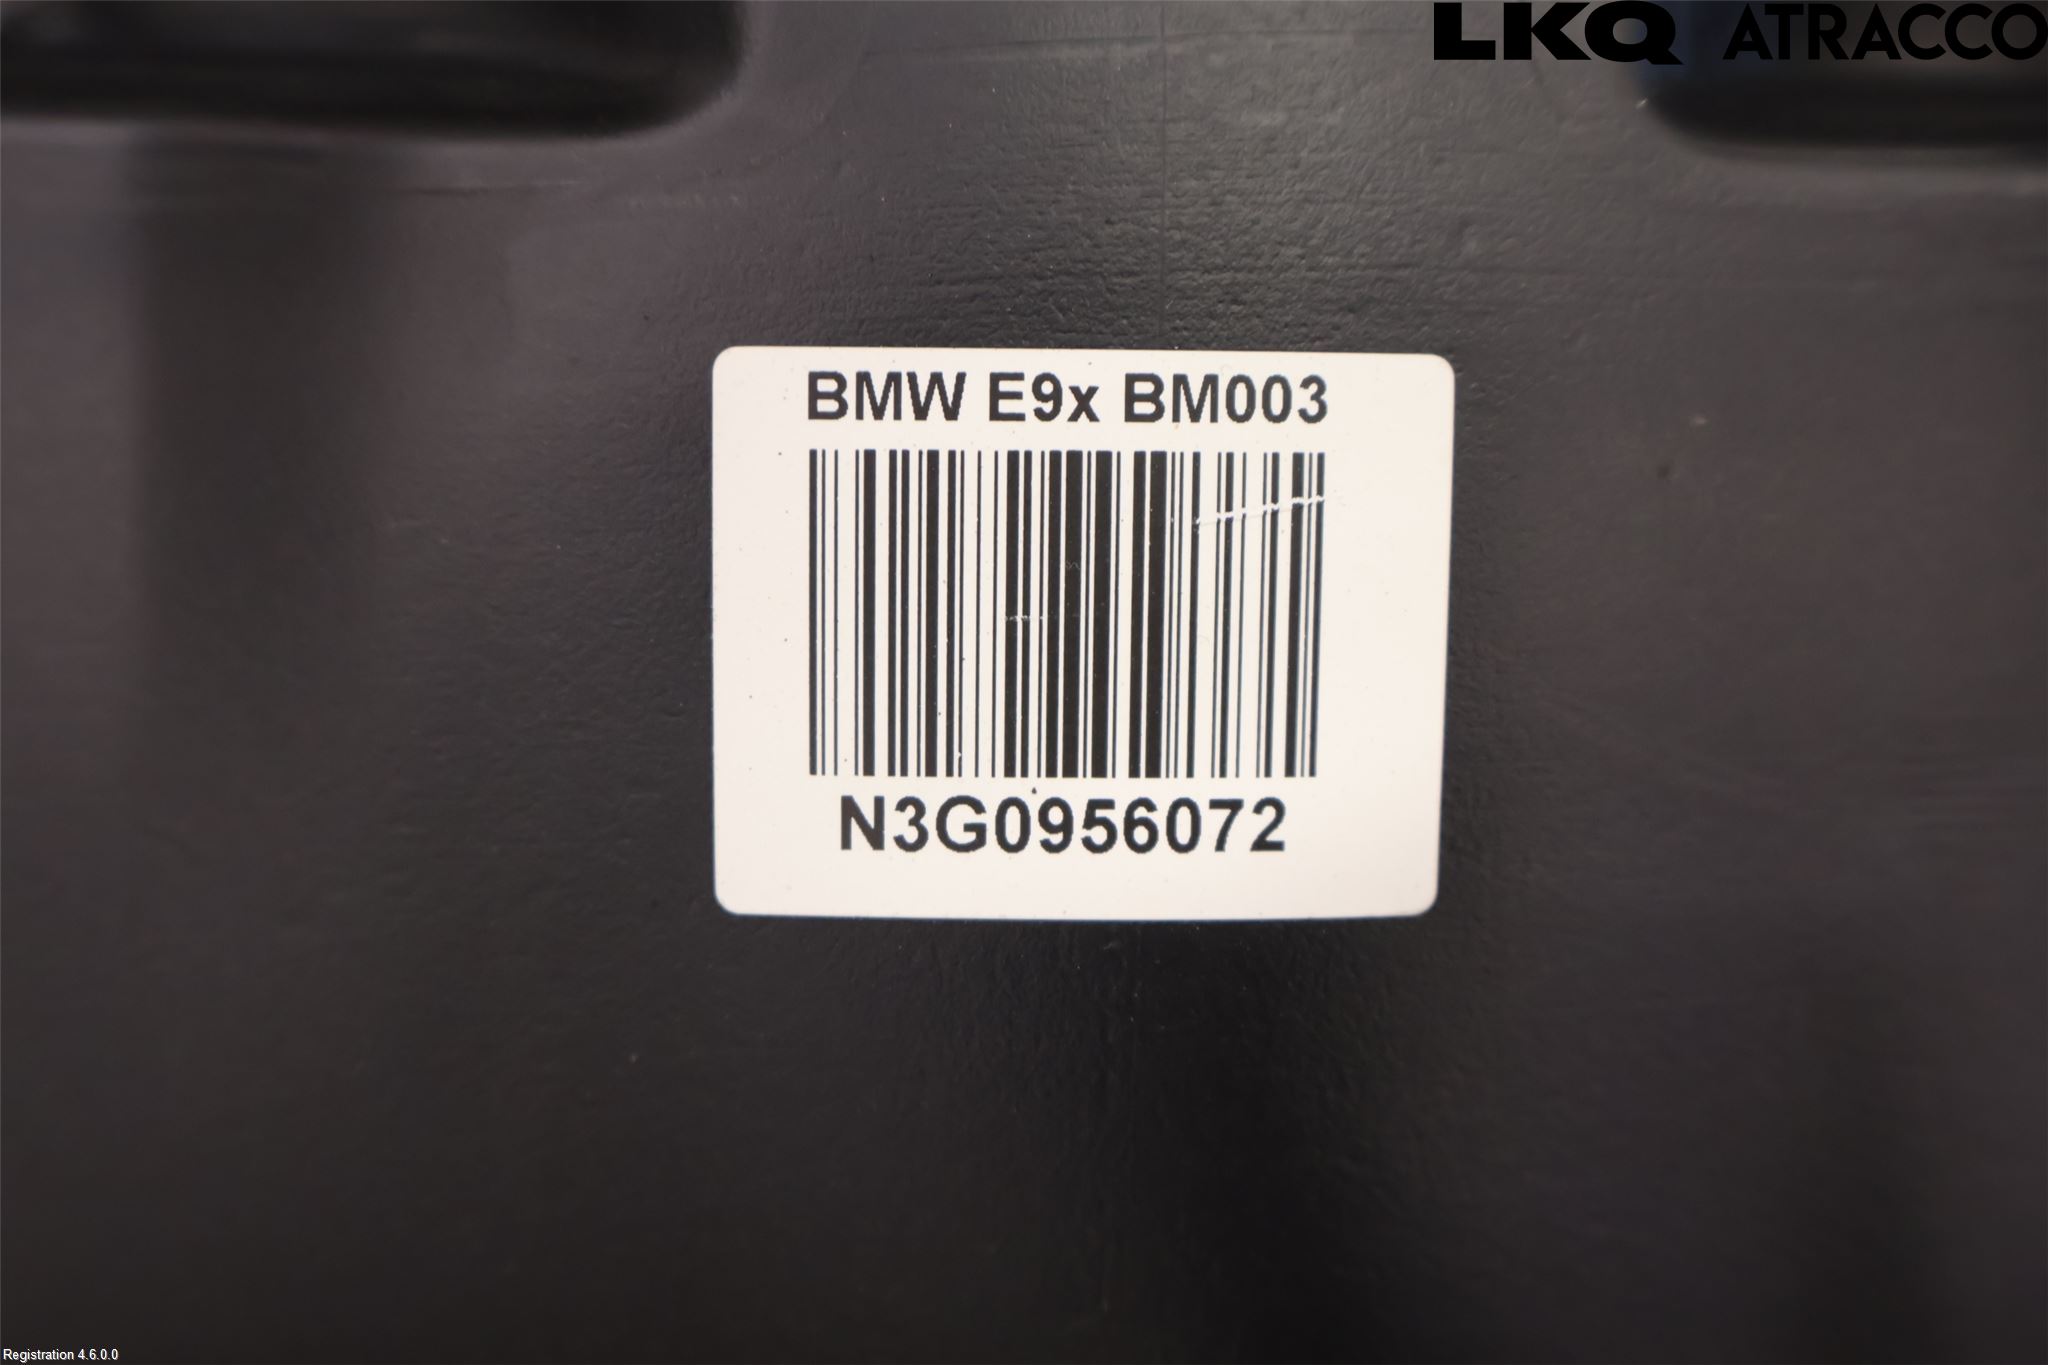 LKQ ATRACCO
BMW E9x BM003
N3G0956072
Registration 4.6.0.0